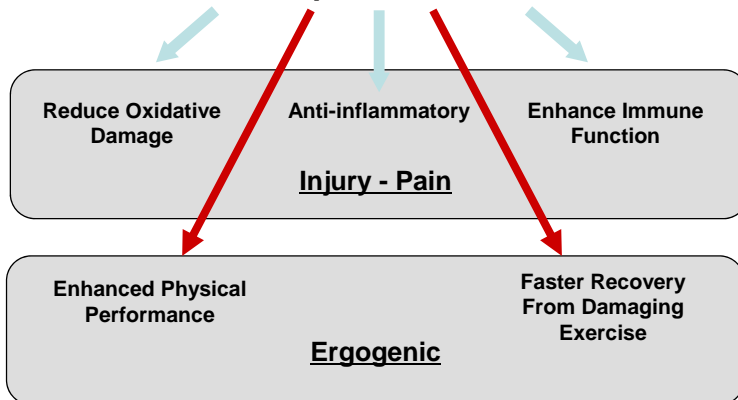 Reduce Oxidative
Damage
Anti-inflammatory
Enhance Immune
Function
Injury - Pain
Enhanced Physical
Performance
Faster Recovery
From Damaging
Exercise
Ergogenic